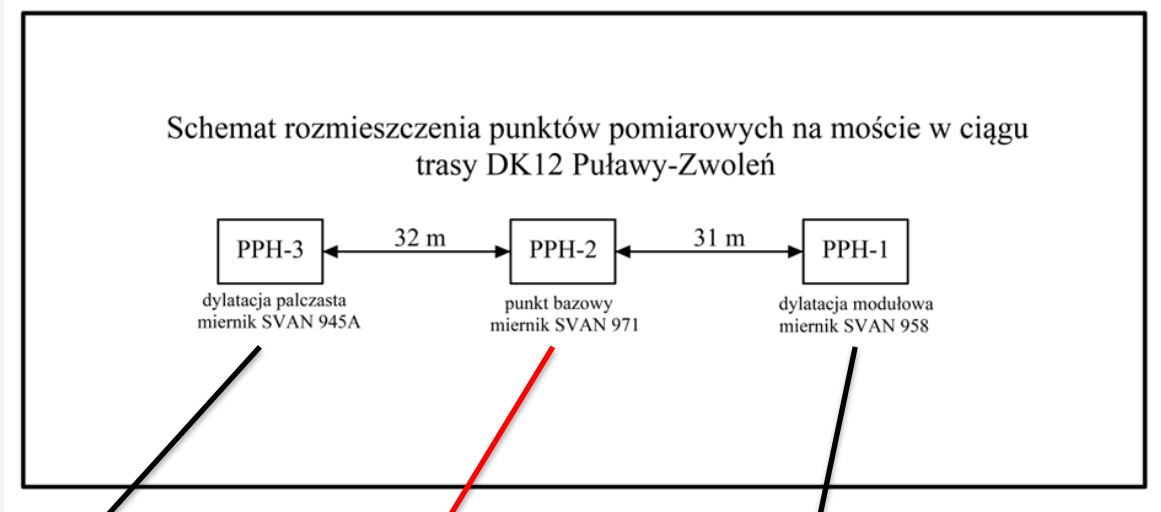 Schemat rozmieszczenia punktów pomiarowych na moście w ciągu
trasy DK12 Puławy-Zwoleń
PPH-3
32 m
PPH-2
31 m
PPH-1
dylatacja palczasta
miernik SVAN 945A
punkt bazowy
miernik SVAN 971
dylatacja modułowa
miernik SVAN 958